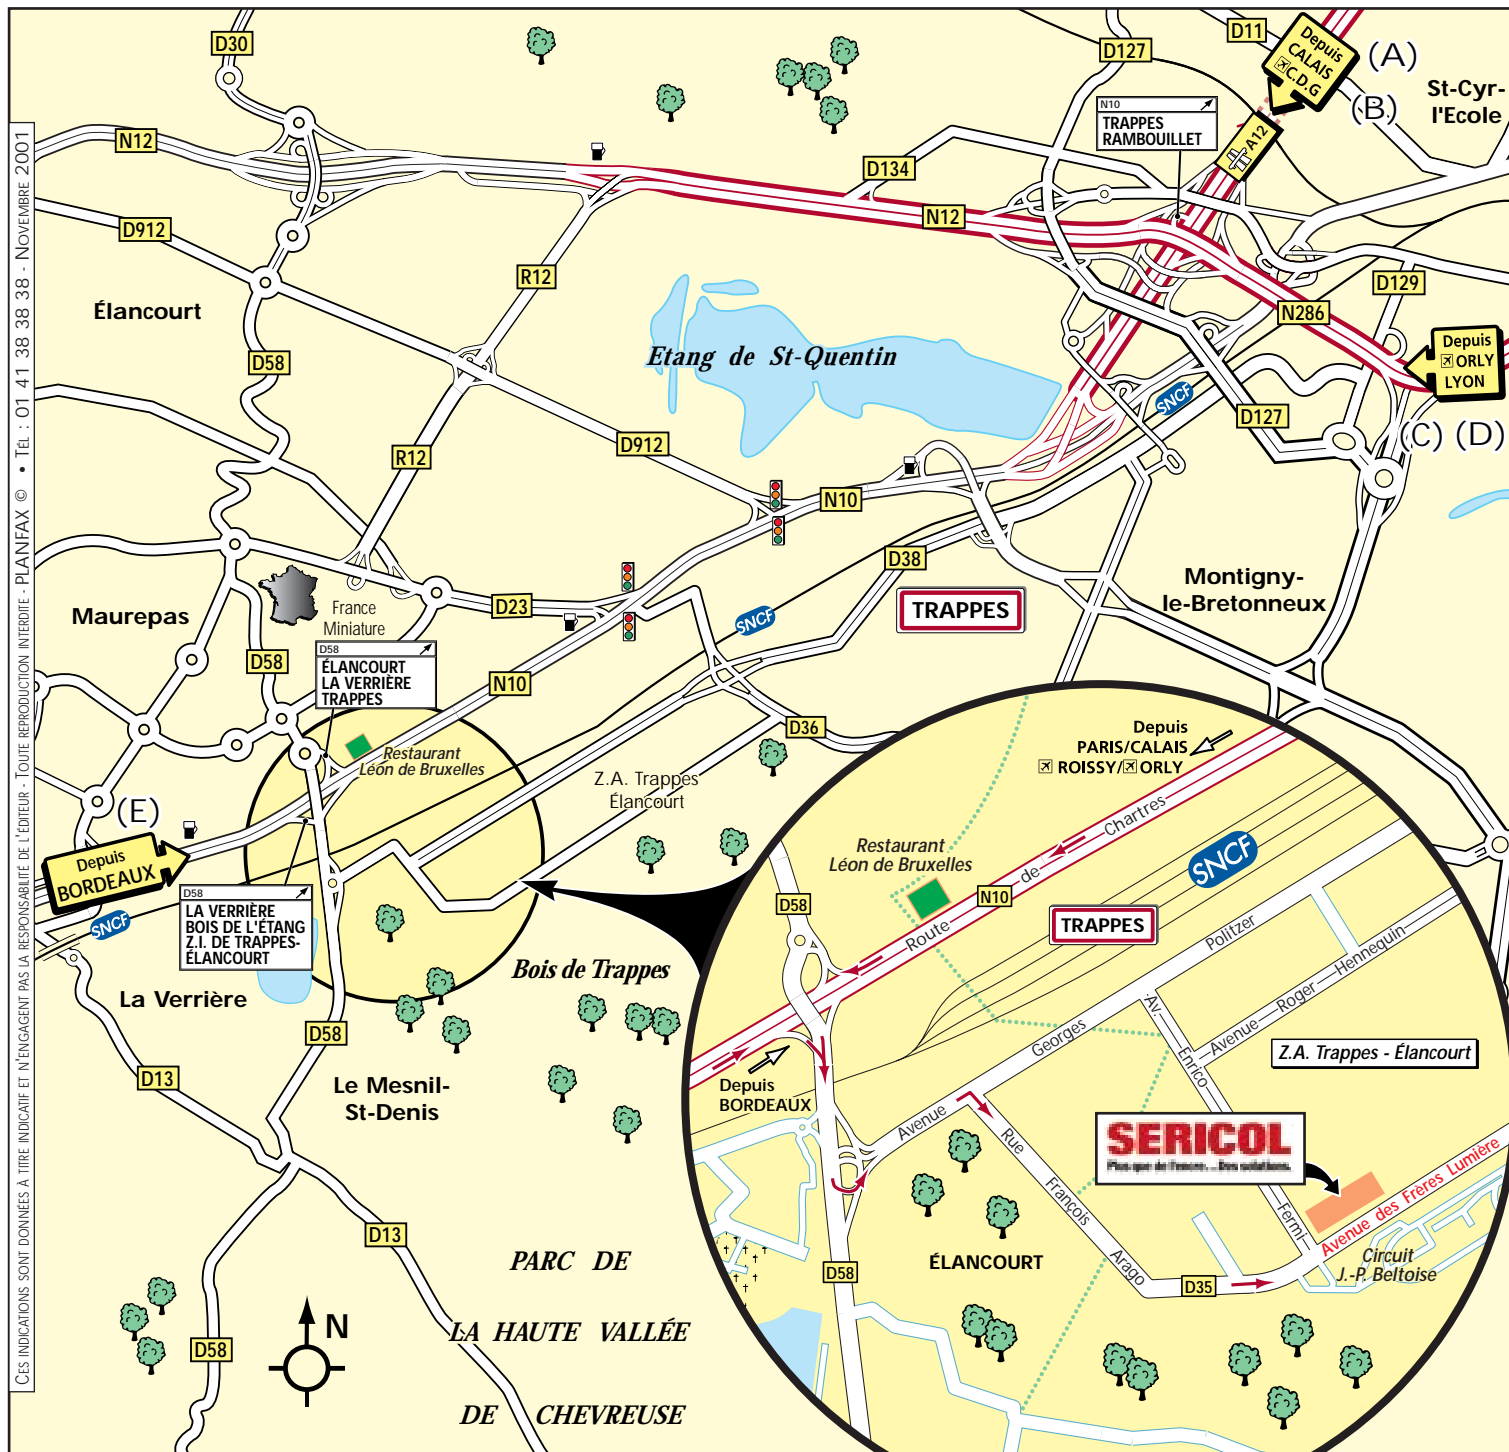 D30
D11
Depuis
CALAIS
C.D.G
(A)
(B)
St-Cyr-
l'Ecole
D127
N10
TRAPPES
RAMBOUILLET
A12
N12
D134
D912
N12
R12
D129
Élancourt
N286
D58
Etang de St-Quentin
Depuis
ORLY
LYON
SNCF
D127
(C) (D)
D912
R12
N10
D38
Montigny-
le-Bretonneux
Maurepas
France
Miniature
D23
SNCF
TRAPPES
D58
D58
ÉLANCOURT
LA VERRIÈRE
TRAPPES
N10
D36
Restaurant
Léon de Bruxelles
Z.A. Trappes
Élancourt
(E)
Depuis
BORDEAUX
D58
LA VERRIÈRE
BOIS DE L'ÉTANG
Z.I. DE TRAPPES-
ÉLANCOURT
SNCF
La Verrière
Bois de Trappes
D58
D13
Le Mesnil-
St-Denis
D13
PARC DE
LA HAUTE VALLÉE
DE CHEVREUSE
N
D58
Depuis
PARIS/CALAIS
ROISSY/ ORLY
Restaurant
Léon de Bruxelles
Route de Chartres
N10
SNCF
D58
TRAPPES
Avenue Georges Politzer
Avenue Roger Hennequin
Av. Enrico Fermi
Z.A. Trappes - Élancourt
Depuis
BORDEAUX
SERICOL
Plus que de l'encre... Des solutions.
Rue François Arago
Avenue des Frères Lumière
ÉLANCOURT
D58
D35
Circuit
J.-P. Beltoise
CES INDICATIONS SONT DONNÉES À TITRE INDICATIF ET N'ENGAGENT PAS LA RESPONSABILITÉ DE L'ÉDITEUR - TOUTE REPRODUCTION INTERDITE - PLANFAX © • TÉL : 01 41 38 38 38 - NOVEMBRE 2001